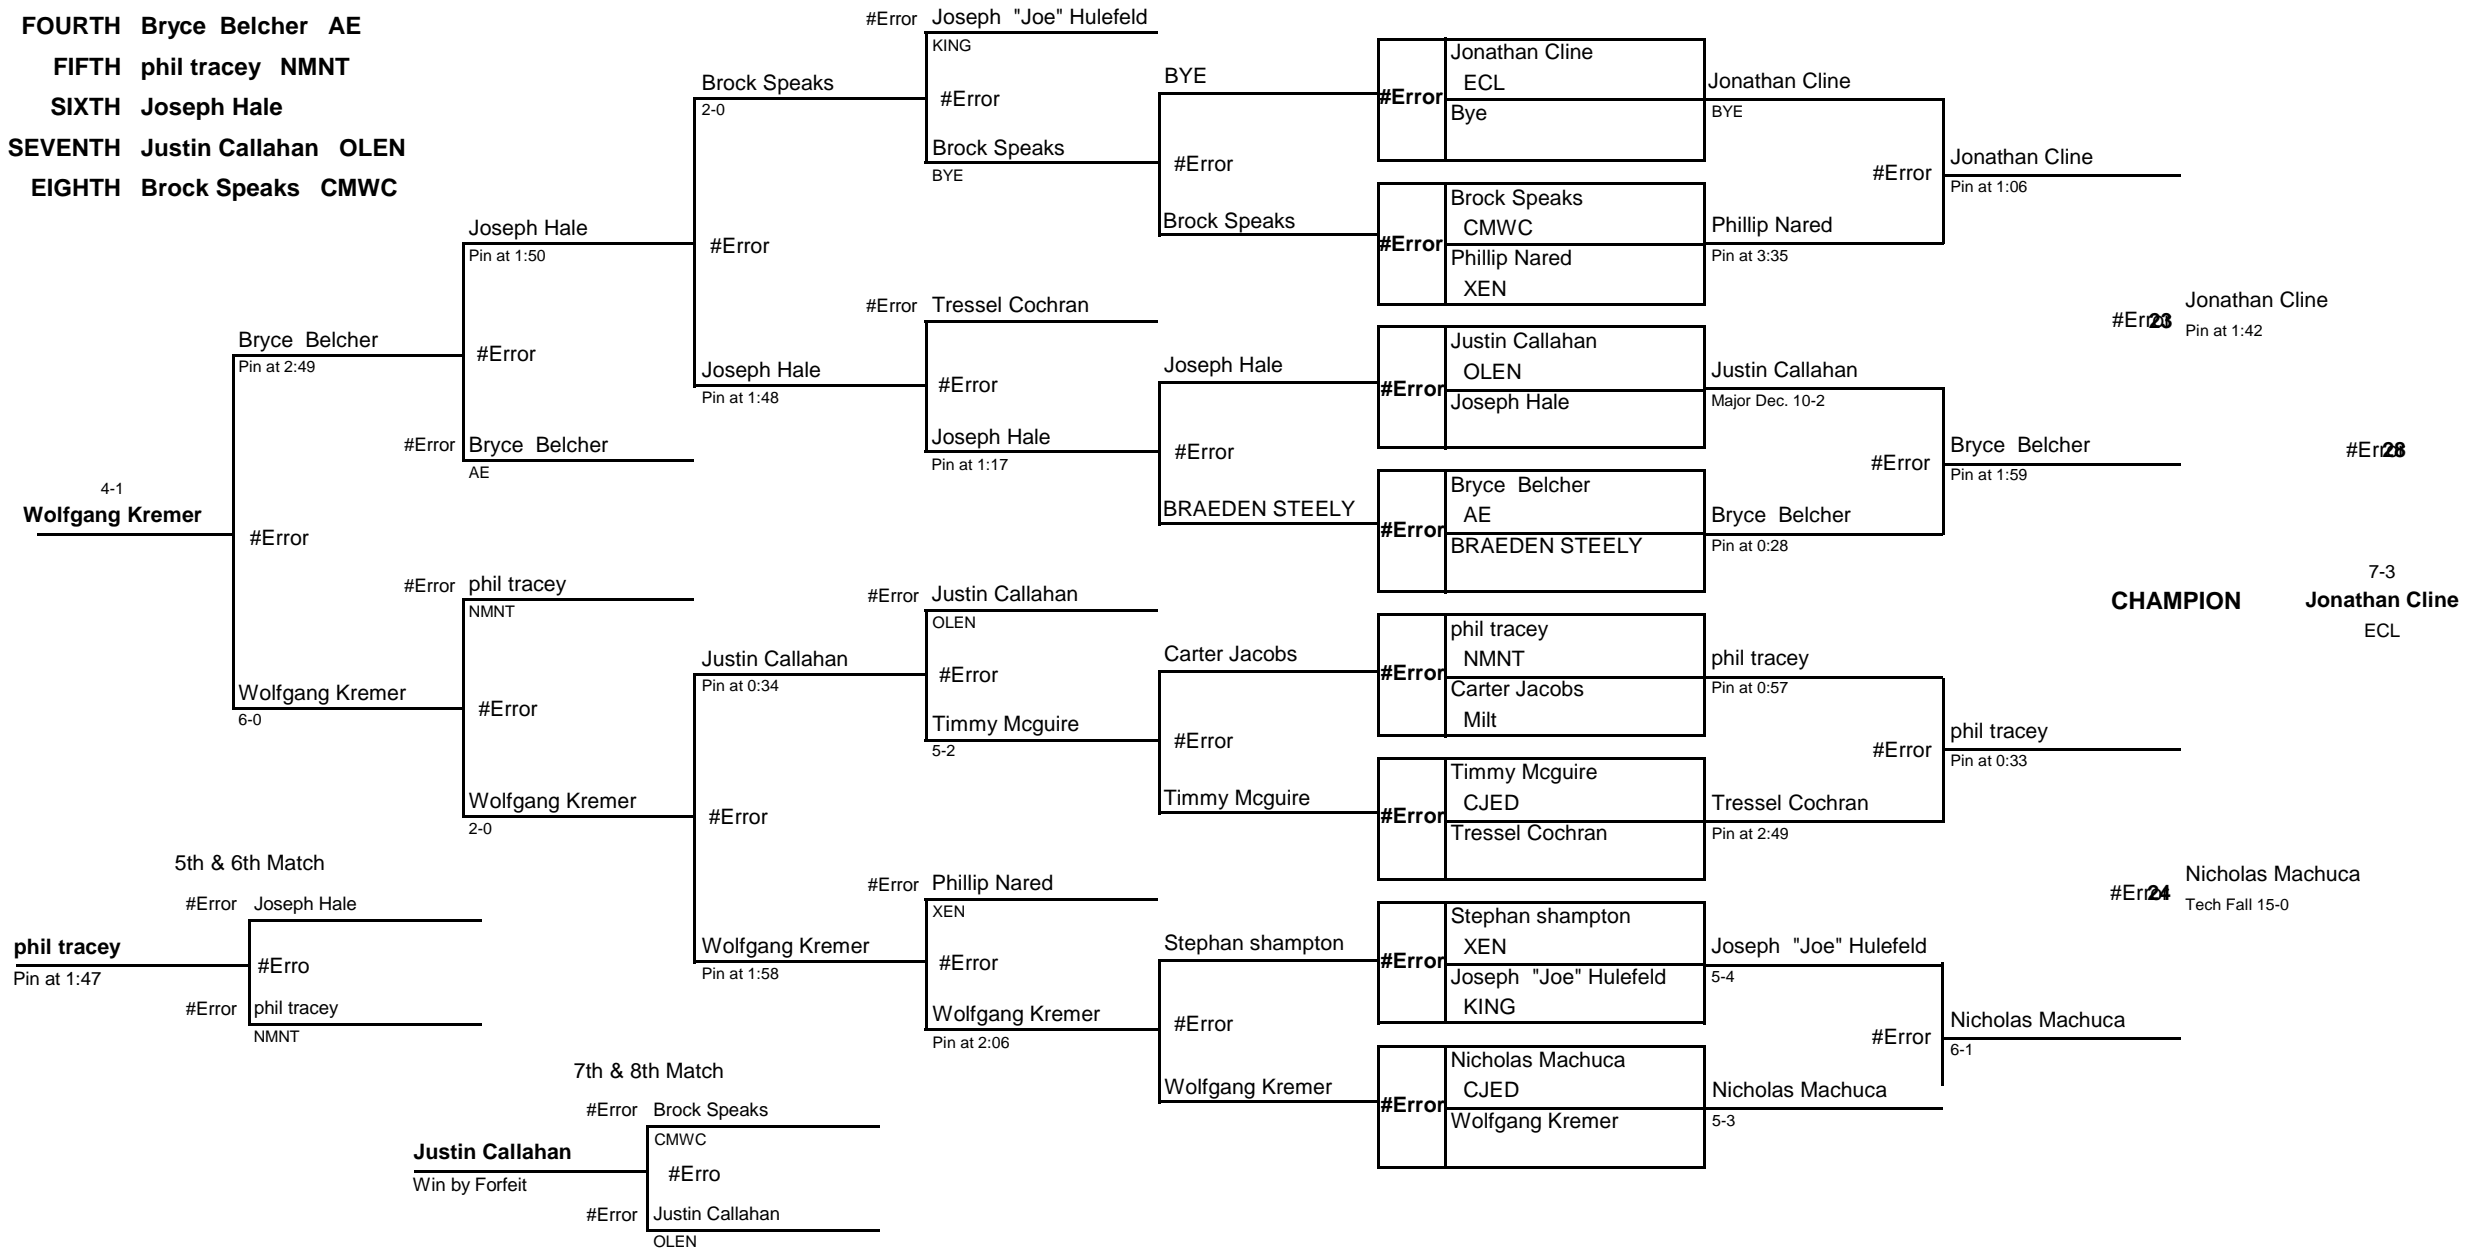 FOURTH Bryce  Belcher AE
FIFTH phil tracey NMNT
SIXTH Joseph Hale
SEVENTH Justin Callahan OLEN
EIGHTH Brock Speaks CMWC
4-1
Wolfgang Kremer
#Error
Bryce  Belcher
Pin at 2:49
Wolfgang Kremer
6-0
Joseph Hale
Pin at 1:50
#Error
#Error Bryce  Belcher
AE
#Error phil tracey
NMNT
#Error
Wolfgang Kremer
2-0
Brock Speaks
2-0
#Error
Joseph Hale
Pin at 1:48
Justin Callahan
Pin at 0:34
#Error
Wolfgang Kremer
Pin at 1:58
#Error Joseph  "Joe" Hulefeld
KING
#Error
Brock Speaks
BYE
#Error Tressel Cochran
#Error
Joseph Hale
Pin at 1:17
#Error Justin Callahan
OLEN
#Error
Timmy Mcguire
5-2
#Error Phillip Nared
XEN
#Error
Wolfgang Kremer
Pin at 2:06
BYE
#Error
Brock Speaks
Joseph Hale
#Error
BRAEDEN STEELY
Carter Jacobs
#Error
Timmy Mcguire
Stephan shampton
#Error
Wolfgang Kremer
#Error
Jonathan Cline
ECL
Bye
#Error
Brock Speaks
CMWC
Phillip Nared
XEN
#Error
Justin Callahan
OLEN
Joseph Hale
#Error
Bryce  Belcher
AE
BRAEDEN STEELY
#Error
phil tracey
NMNT
Carter Jacobs
Milt
#Error
Timmy Mcguire
CJED
Tressel Cochran
#Error
Stephan shampton
XEN
Joseph  "Joe" Hulefeld
KING
#Error
Nicholas Machuca
CJED
Wolfgang Kremer
Jonathan Cline
BYE
#Error
Phillip Nared
Pin at 3:35
Justin Callahan
Major Dec. 10-2
#Error
Bryce  Belcher
Pin at 0:28
phil tracey
Pin at 0:57
#Error
Tressel Cochran
Pin at 2:49
Joseph  "Joe" Hulefeld
5-4
#Error
Nicholas Machuca
5-3
Jonathan Cline
Pin at 1:06
Bryce  Belcher
Pin at 1:59
phil tracey
Pin at 0:33
Nicholas Machuca
6-1
#Error 23
Jonathan Cline
Pin at 1:42
#Error 28
7-3
CHAMPION Jonathan Cline
ECL
#Error 24
Nicholas Machuca
Tech Fall 15-0
5th & 6th Match
#Error Joseph Hale
phil tracey
Pin at 1:47
#Erro
#Error phil tracey
NMNT
7th & 8th Match
#Error Brock Speaks
CMWC
Justin Callahan
Win by Forfeit
#Erro
#Error Justin Callahan
OLEN